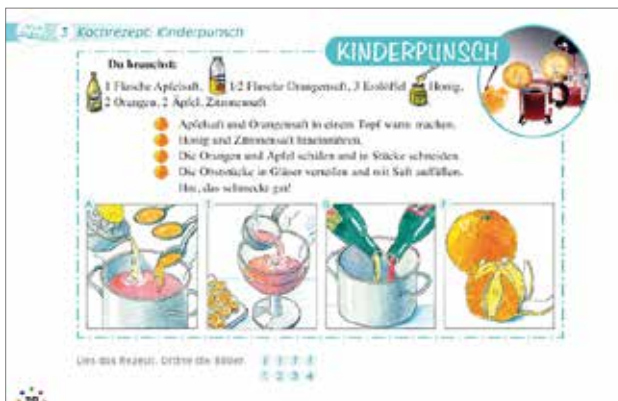 3 Kochrezept: Kinderpunsch
KINDERPUNSCH
Du brauchst:
1 Flasche Apfelsaft, 1/2 Flasche Orangensaft, 3 Esslöffel Honig,
2 Orangen, 2 Äpfel, Zitronensaft
Apfelsaft und Orangensaft in einem Topf warm machen.
Honig und Zitronensaft hineinrühren.
Die Orangen und Äpfel schälen und in Stücke schneiden.
Die Obststücke in Gläser verteilen und mit Saft auffüllen.
Hm, das schmeckt gut!
Lies das Rezept. Ordne die Bilder.
1 2 3 4
30